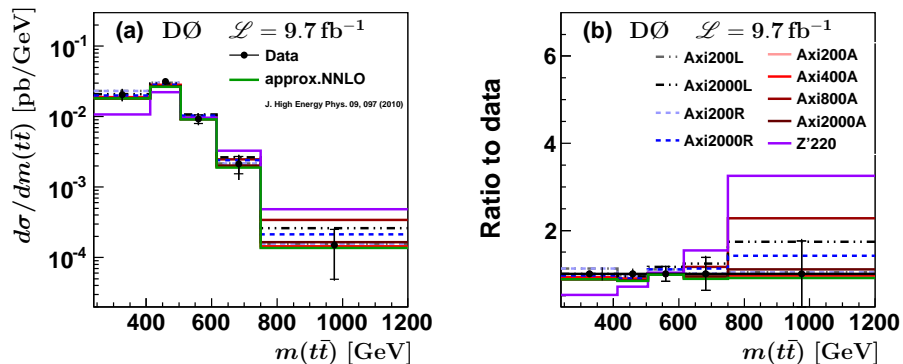 (a) DØ ℒ = 9.7 fb⁻¹
Data
approx.NNLO
J. High Energy Phys. 09, 097 (2010)
dσ/dm(tt̄) [pb/GeV]
10⁻¹
10⁻²
10⁻³
10⁻⁴
400 600 800 1000 1200
m(tt̄) [GeV]
(b) DØ ℒ = 9.7 fb⁻¹
Axi200L
Axi2000L
Axi200R
Axi2000R
Axi200A
Axi400A
Axi800A
Axi2000A
Z'220
Ratio to data
6
4
2
400 600 800 1000 1200
m(tt̄) [GeV]